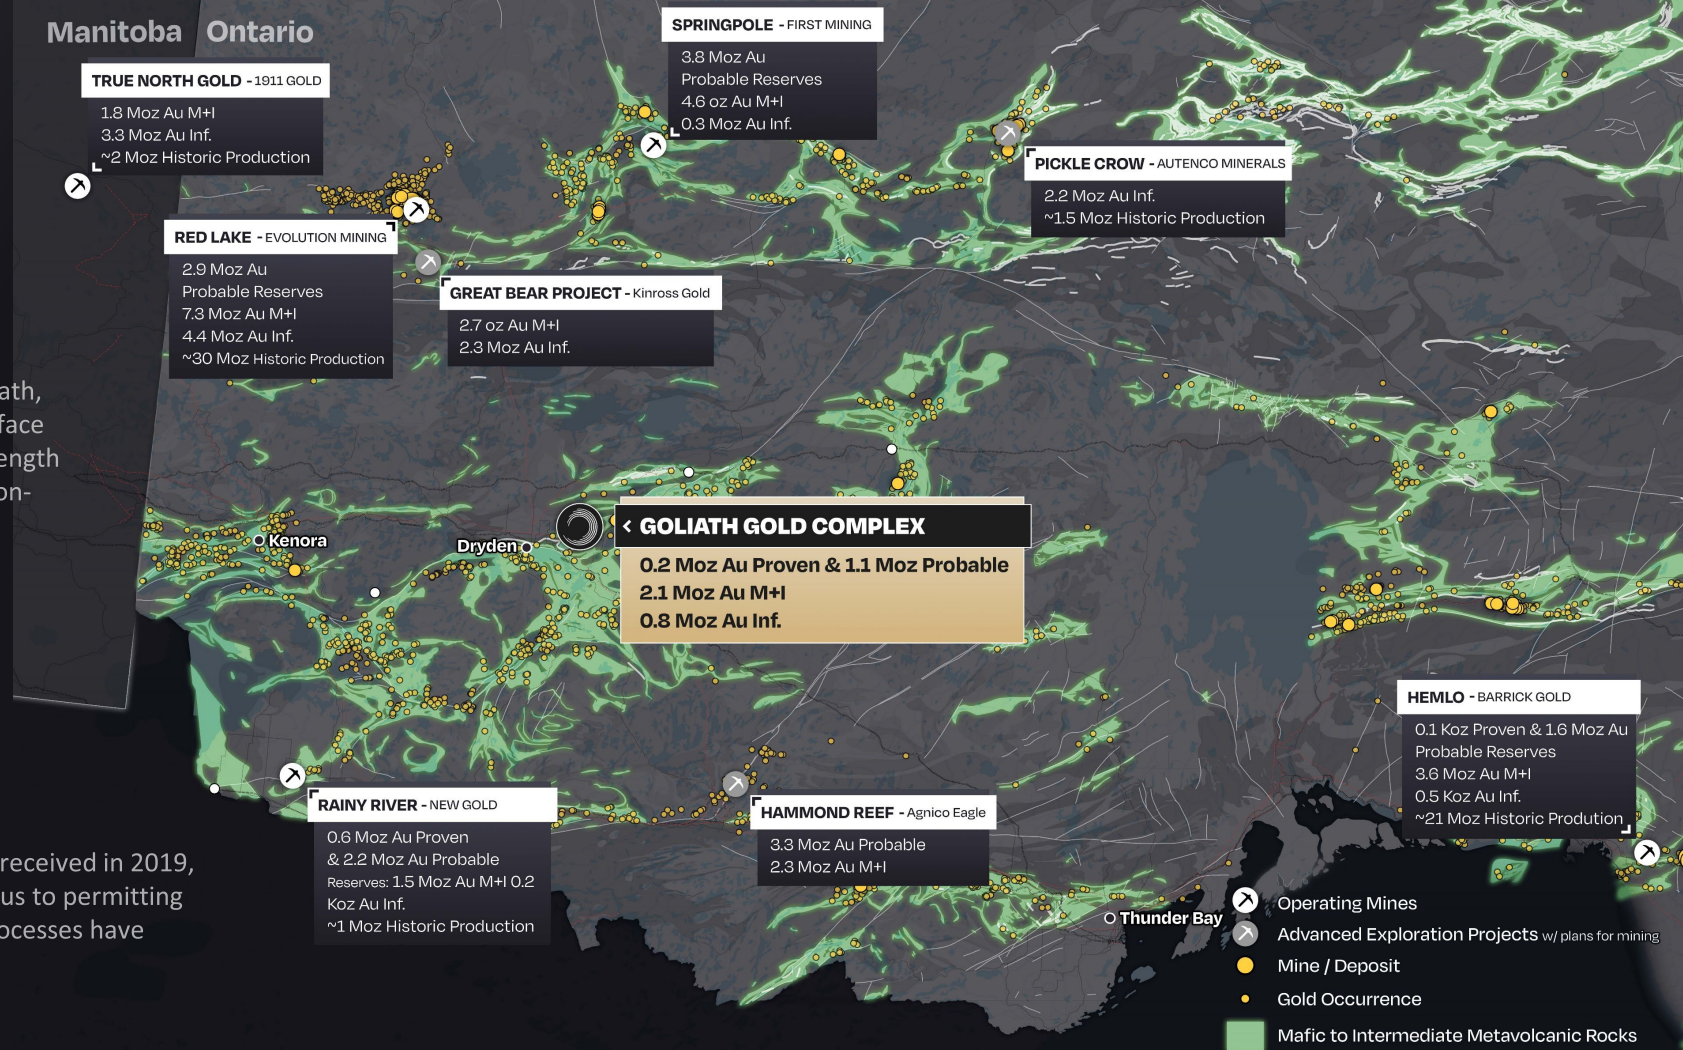 Manitoba Ontario
TRUE NORTH GOLD - 1911 GOLD
1.8 Moz Au M+I
3.3 Moz Au Inf.
~2 Moz Historic Production
SPRINGPOLE - FIRST MINING
3.8 Moz Au
Probable Reserves
4.6 oz Au M+I
0.3 Moz Au Inf.
PICKLE CROW - AUTENCO MINERALS
2.2 Moz Au Inf.
~1.5 Moz Historic Production
RED LAKE - EVOLUTION MINING
2.9 Moz Au
Probable Reserves
7.3 Moz Au M+I
4.4 Moz Au Inf.
~30 Moz Historic Production
GREAT BEAR PROJECT - Kinross Gold
2.7 oz Au M+I
2.3 Moz Au Inf.
ath,
face
ength
on-
Kenora
Dryden
< GOLIATH GOLD COMPLEX
0.2 Moz Au Proven & 1.1 Moz Probable
2.1 Moz Au M+I
0.8 Moz Au Inf.
HEMLO - BARRICK GOLD
0.1 Koz Proven & 1.6 Moz Au
Probable Reserves
3.6 Moz Au M+I
0.5 Koz Au Inf.
~21 Moz Historic Prodution
RAINY RIVER - NEW GOLD
0.6 Moz Au Proven
& 2.2 Moz Au Probable
Reserves: 1.5 Moz Au M+I 0.2
Koz Au Inf.
~1 Moz Historic Production
HAMMOND REEF - Agnico Eagle
3.3 Moz Au Probable
2.3 Moz Au M+I
received in 2019,
us to permitting
ocesses have
Thunder Bay
Operating Mines
Advanced Exploration Projects w/ plans for mining
Mine / Deposit
Gold Occurrence
Mafic to Intermediate Metavolcanic Rocks